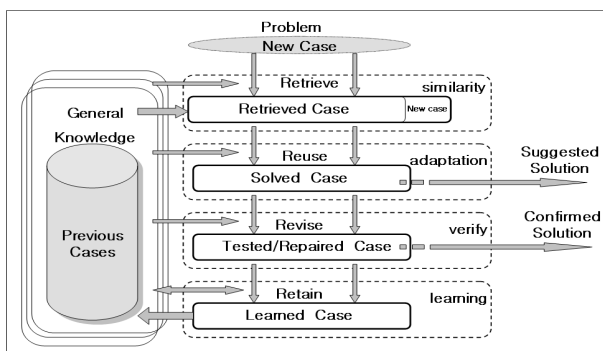 Problem
New Case
Retrieve
similarity
General
Knowledge
Retrieved Case
New case
Reuse
adaptation
Suggested
Solution
Solved Case
Previous
Cases
Revise
verify
Confirmed
Solution
Tested/Repaired Case
Retain
learning
Learned Case